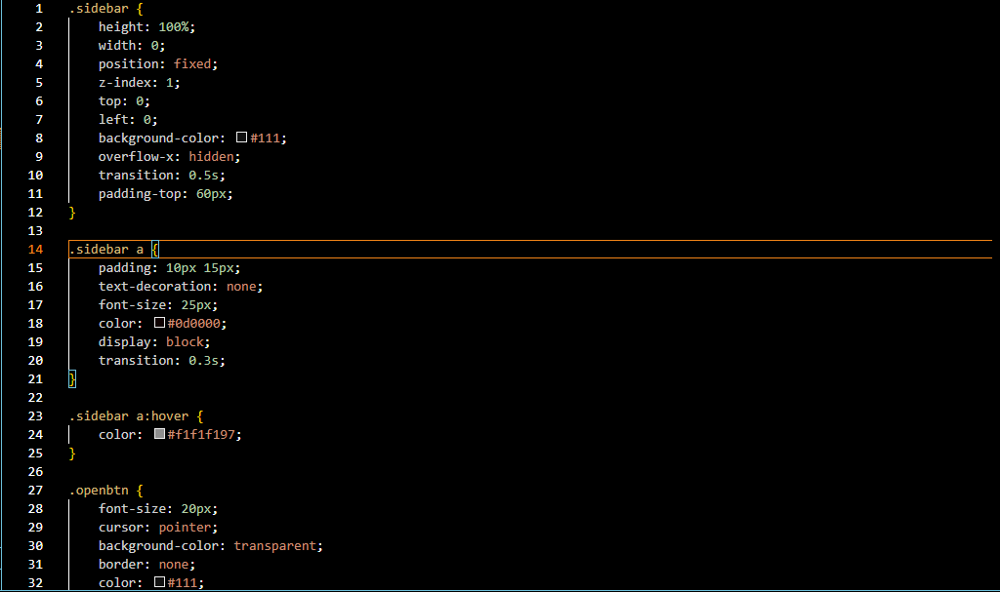 1 .sidebar {
2 height: 100%;
3 width: 0;
4 position: fixed;
5 z-index: 1;
6 top: 0;
7 left: 0;
8 background-color: #111;
9 overflow-x: hidden;
10 transition: 0.5s;
11 padding-top: 60px;
12 }
13
14 .sidebar a {
15 padding: 10px 15px;
16 text-decoration: none;
17 font-size: 25px;
18 color: #0d0000;
19 display: block;
20 transition: 0.3s;
21 }
22
23 .sidebar a:hover {
24 color: #f1f1f197;
25 }
26
27 .openbtn {
28 font-size: 20px;
29 cursor: pointer;
30 background-color: transparent;
31 border: none;
32 color: #111;